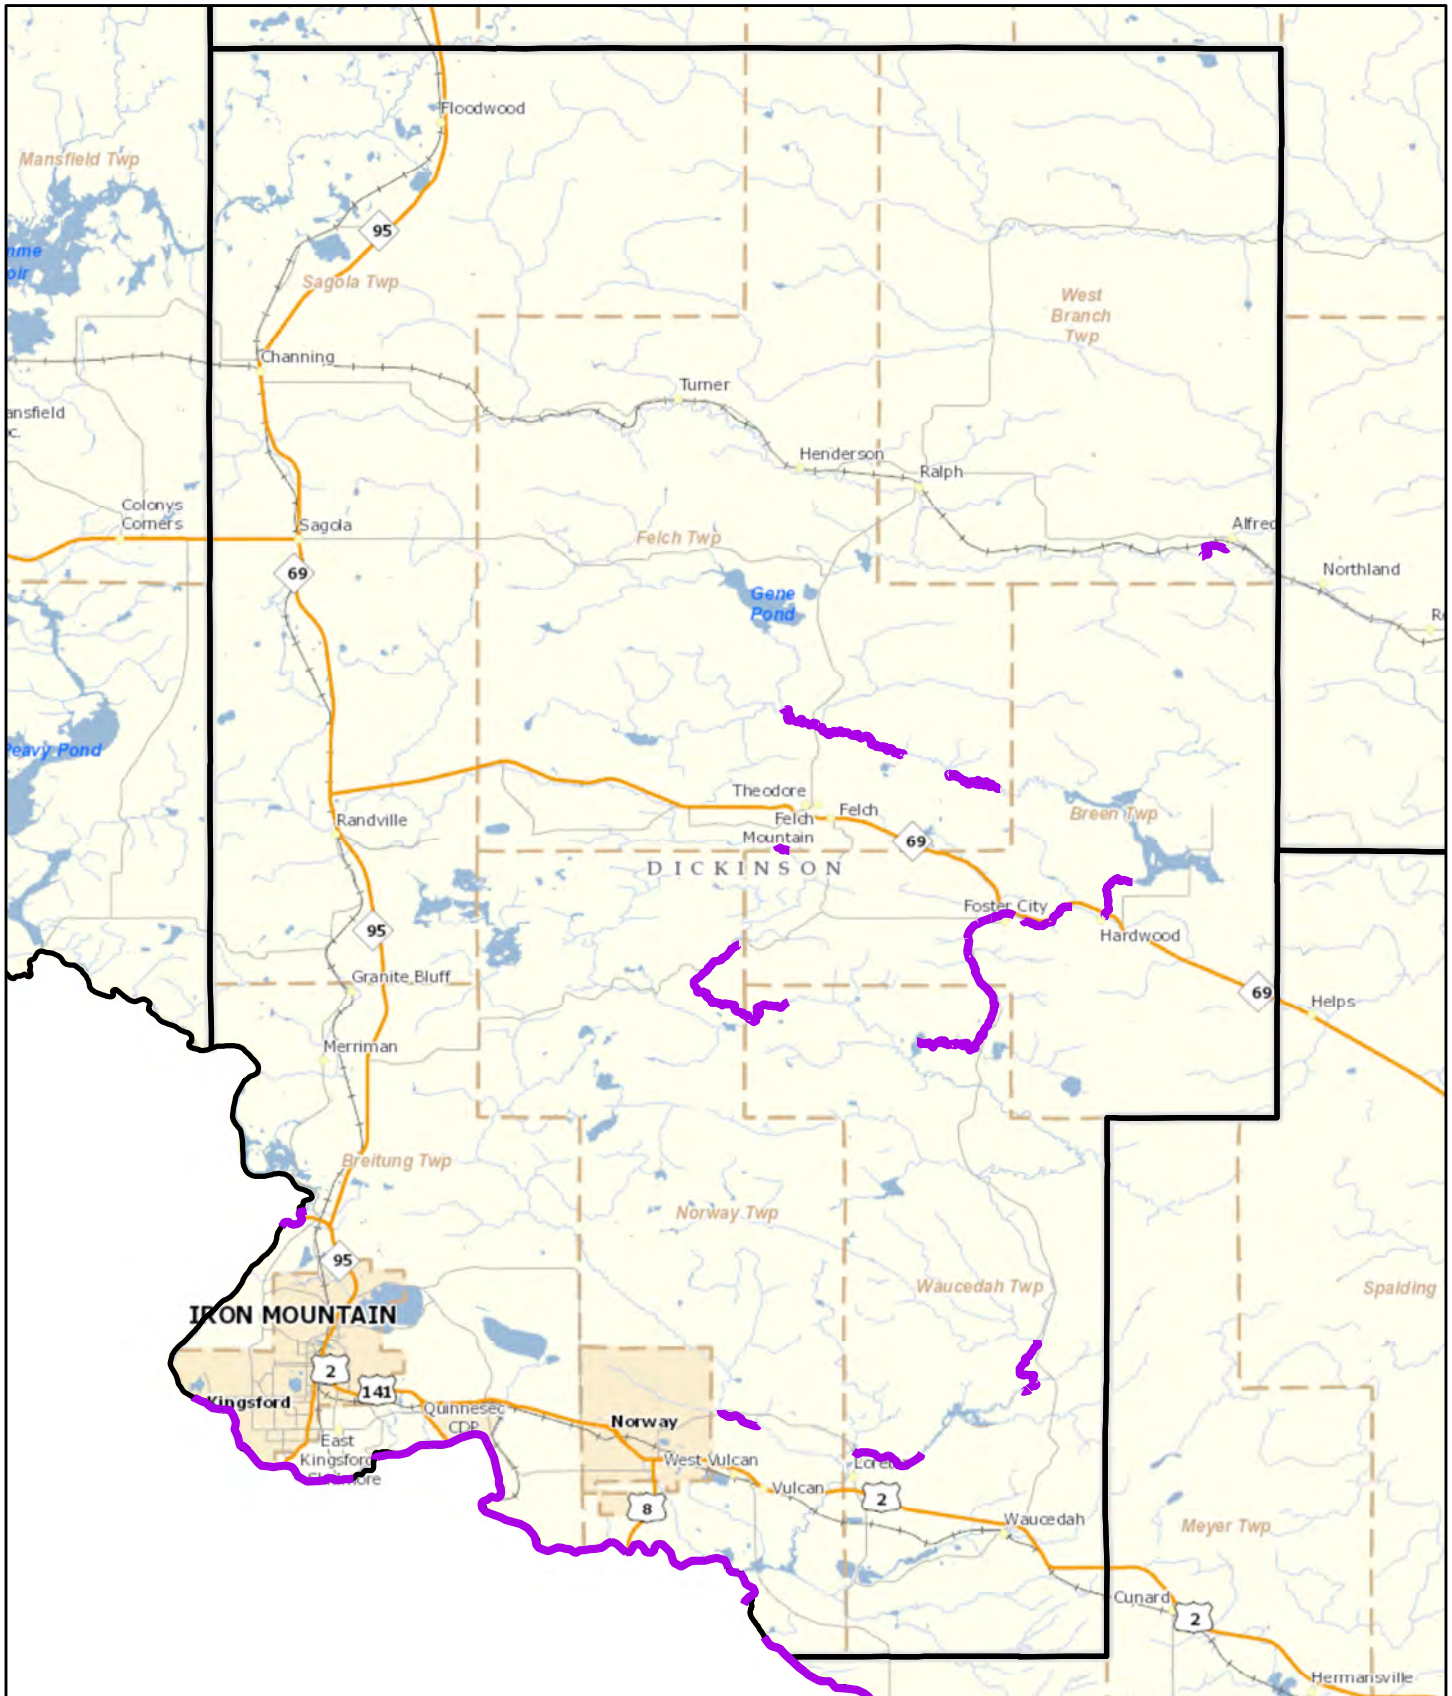 Floodwood
Mansfield Twp
95
Sagola Twp
West
Branch
Twp
Channing
Turner
Henderson
Ralph
Colonys
Corners
Sagola
Felch Twp
Alfred
69
Northland
Gene
Pond
Peavy Pond
Theodore
Felch
Felch
Mountain
Randville
Breen Twp
69
DICKINSON
Foster City
Hardwood
95
Granite Bluff
69
Helps
Merriman
Breitung Twp
Norway Twp
95
Waucedah Twp
Spalding
IRON MOUNTAIN
2
141
Kingsford
Quinnesec
CDP
Norway
East
Kingsford
West Vulcan
Vulcan
2
8
Waucedah
Meyer Twp
Cunard
2
Hermansville